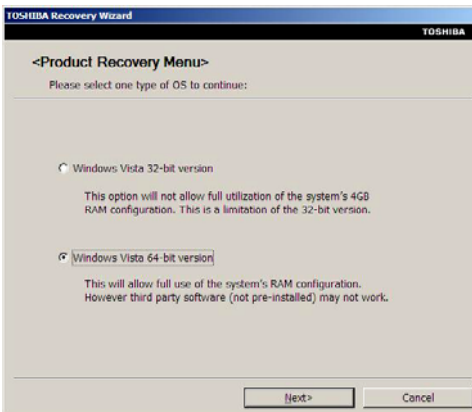 TOSHIBA Recovery Wizard
TOSHIBA
<Product Recovery Menu>
Please select one type of OS to continue:
Windows Vista 32-bit version
This option will not allow full utilization of the system's 4GB
RAM configuration. This is a limitation of the 32-bit version.
Windows Vista 64-bit version
This will allow full use of the system's RAM configuration.
However third party software (not pre-installed) may not work.
Next>
Cancel